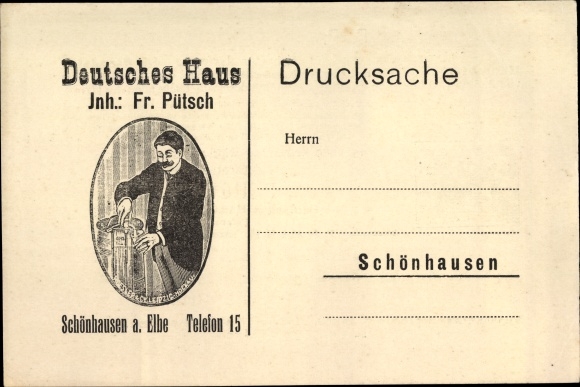 Deutsches Haus
Jnh.: Fr. Pütsch
Schönhausen a. Elbe Telefon 15
Drucksache
Herrn
Schönhausen